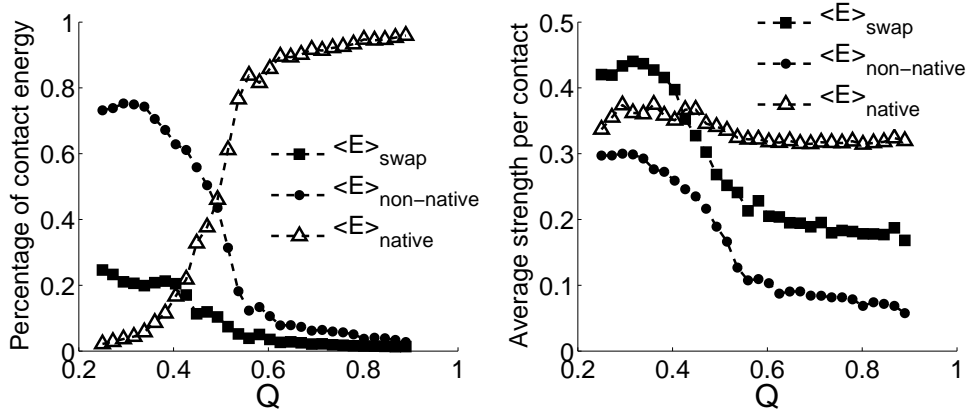 Percentage of contact energy
1
0.8
0.6
0.4
0.2
0
0.2
0.4
0.6
0.8
1
Q
<E>swap
<E>non−native
<E>native
Average strength per contact
0.5
0.4
0.3
0.2
0.1
0
0.2
0.4
0.6
0.8
1
Q
<E>swap
<E>non−native
<E>native